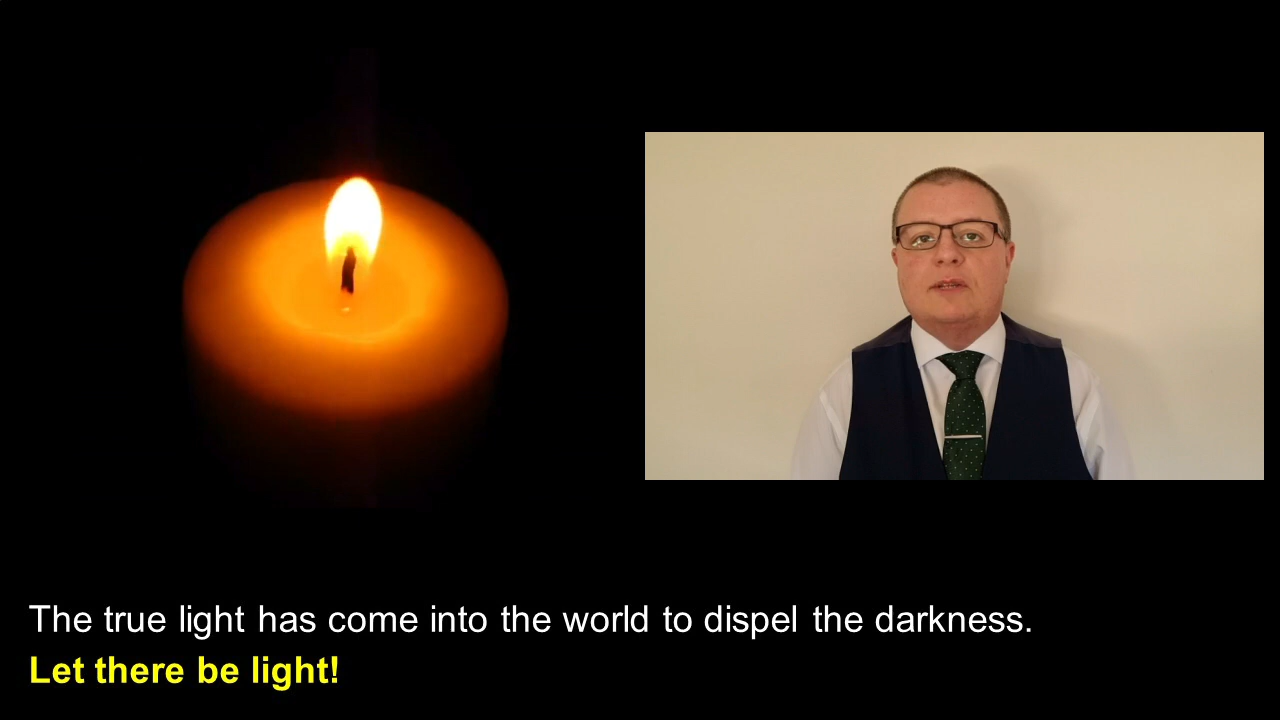 The true light has come into the world to dispel the darkness.
Let there be light!